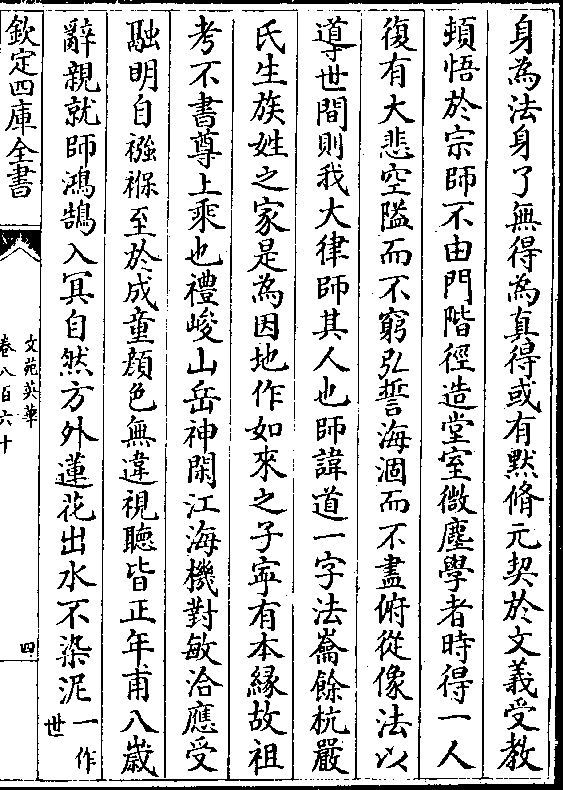 身為法身了無得為真得或有黙脩元契於文義受教
頓悟於宗師不由門階徑造堂室微塵學者時得一人
復有大悲空隘而不窮弘誓海涸而不盡俯從像法以
導世間則我大律師其人也師諱道一字法崙餘杭嚴
氏生族姓之家是為因地作如來之子寜有本縁故祖
考不書尊上乘也禮峻山岳神閑江海機對敏洽應受
融明自襁褓至於成童顔色無違視聽皆正年甫八嵗
辭親就師鴻鵠入冥自然方外蓮花出水不染泥一作世
欽定四庫全書
文苑英華
卷八百六十
四